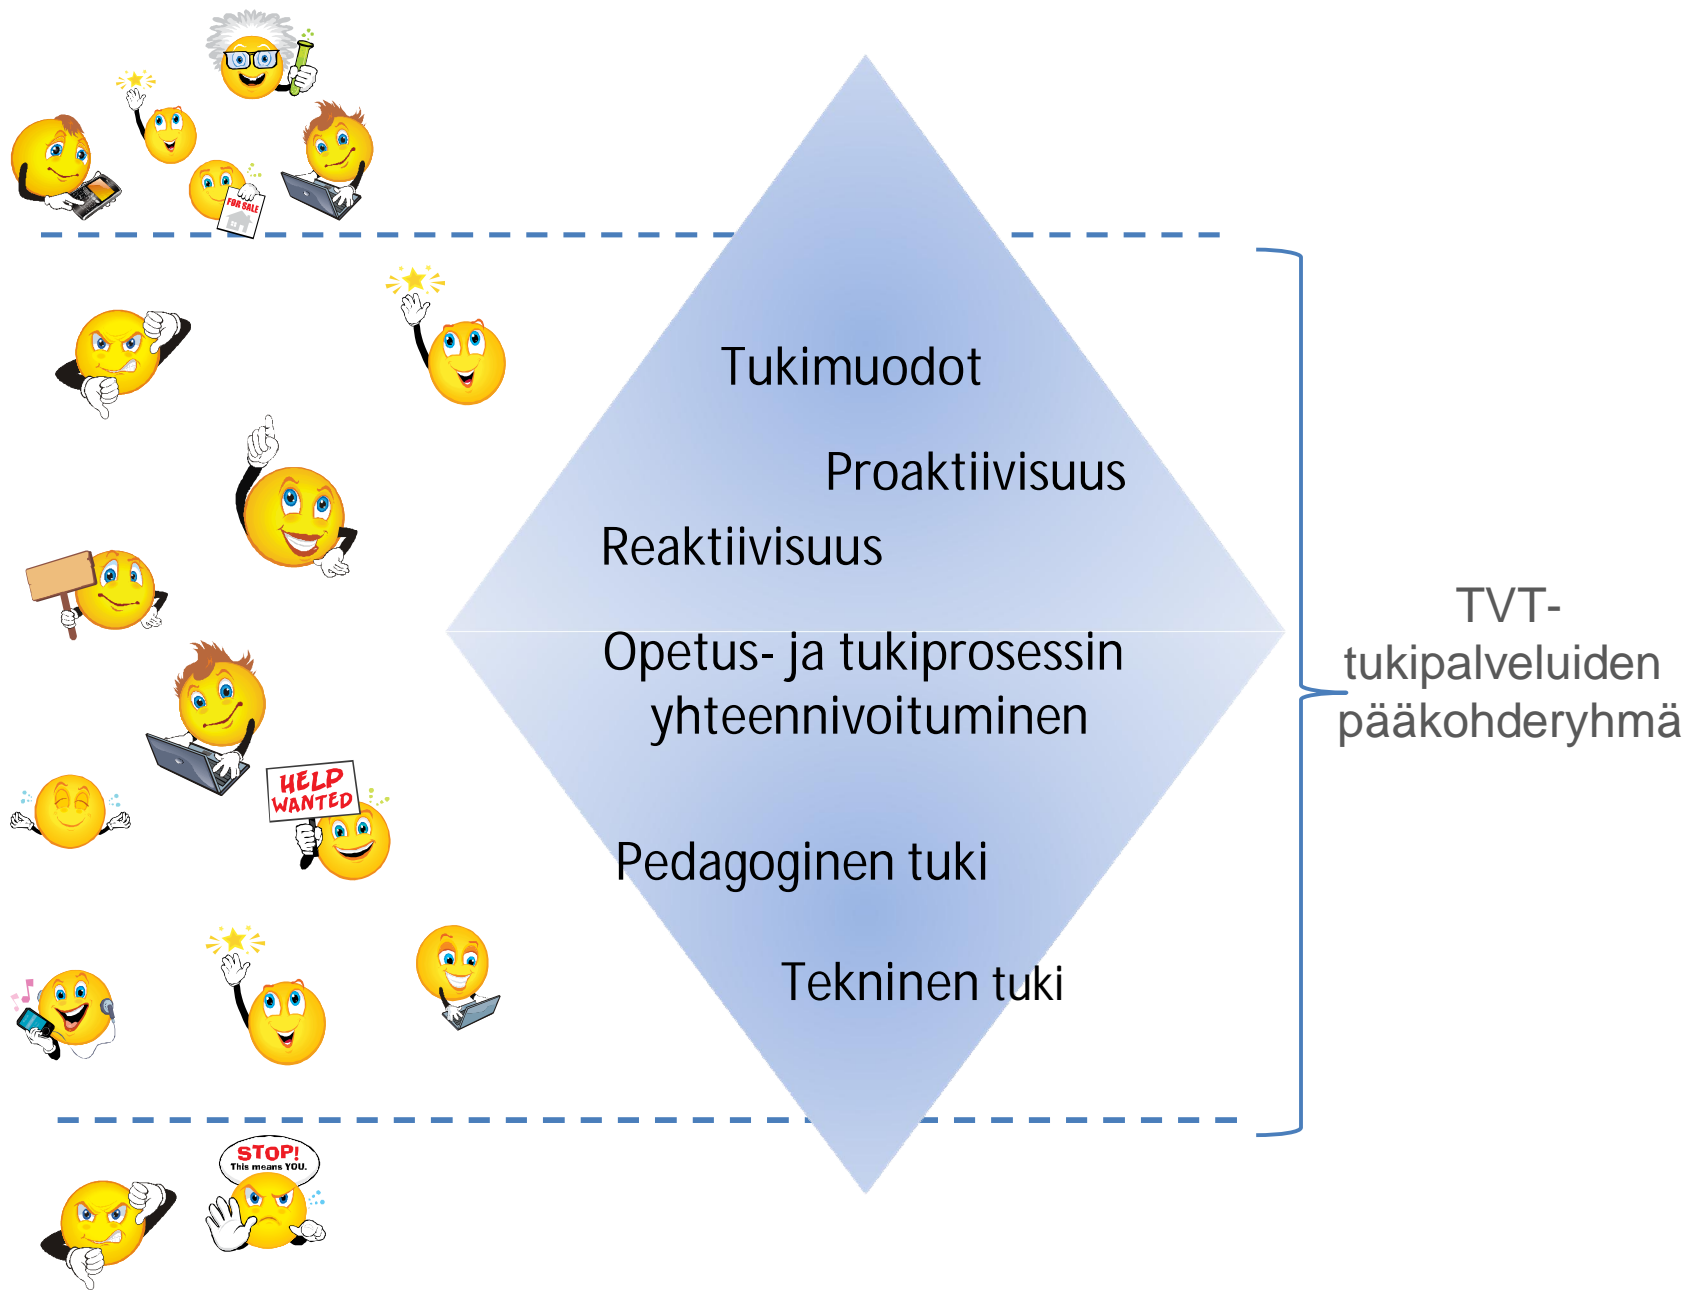 FOR SALE
Tukimuodot
Proaktiivisuus
Reaktiivisuus
Opetus- ja tukiprosessin
yhteennivoituminen
TVT-
tukipalveluiden
pääkohderyhmä
HELP
WANTED
Pedagoginen tuki
Tekninen tuki
STOP!
This means YOU.